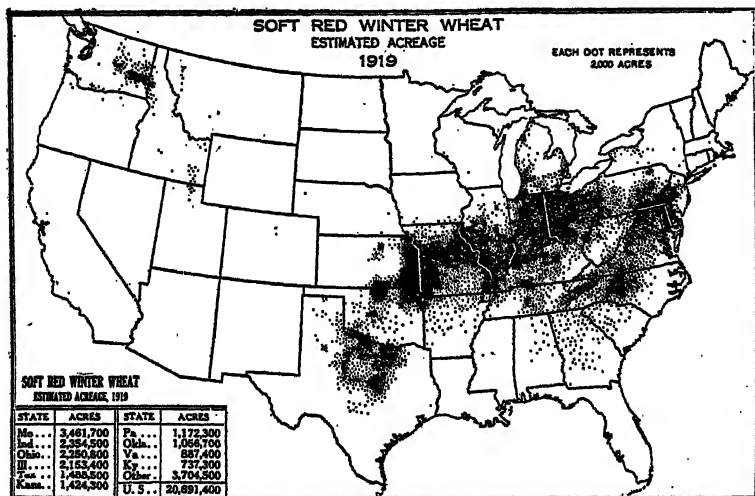 SOFT RED WINTER WHEAT
ESTIMATED ACREAGE
1919
EACH DOT REPRESENTS
2,000 ACRES
SOFT RED WINTER WHEAT
ESTIMATED ACREAGE, 1919
STATE ACRES STATE ACRES
Mo... 3,461,700 Pa... 1,172,300
Ind... 2,354,500 Okla.. 1,056,700
Ohio.. 2,250,800 Va... 887,400
Ill... 2,153,400 Ky... 737,300
Tex... 1,488,500 Other. 3,704,500
Kans.. 1,424,300 U.S.. 20,691,400